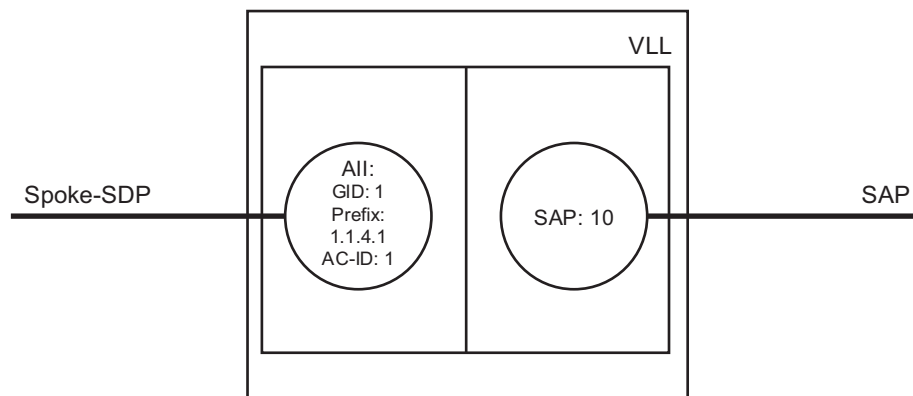 VLL
Spoke-SDP
AII:
GID: 1
Prefix:
1.1.4.1
AC-ID: 1
SAP: 10
SAP